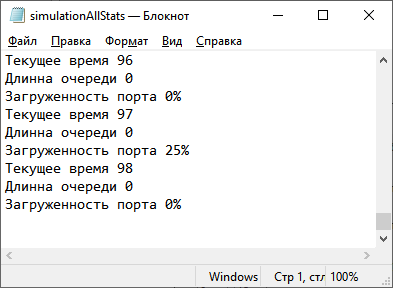 simulationAllStats — Блокнот
Файл Правка Формат Вид Справка
Текущее время 96
Длинна очереди 0
Загруженность порта 0%
Текущее время 97
Длинна очереди 0
Загруженность порта 25%
Текущее время 98
Длинна очереди 0
Загруженность порта 0%
Windows Стр 1, стл 100%